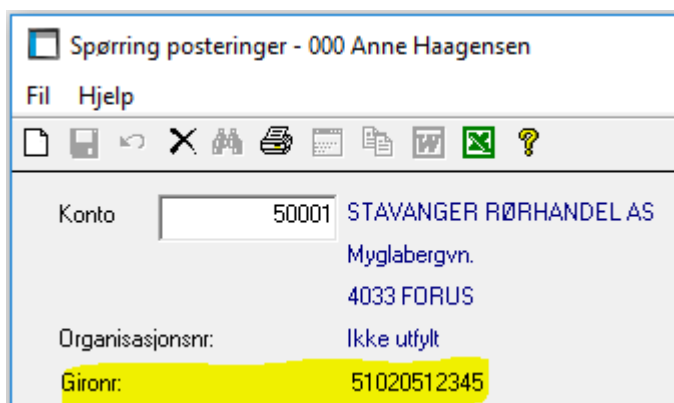 Spørring posteringer - 000 Anne Haagensen
Fil Hjelp
Konto 50001 STAVANGER RØRHANDEL AS
Myglabergvn.
4033 FORUS
Organisasjonsnr: Ikke utfylt
Gironr: 51020512345